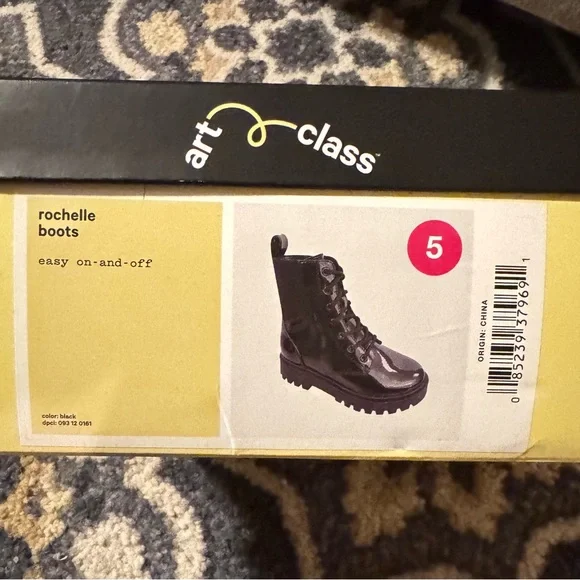 art class™
rochelle
boots
easy on-and-off
color: black
dpci: 093 12 0161
5
ORIGIN: CHINA
0 85239 37969 1